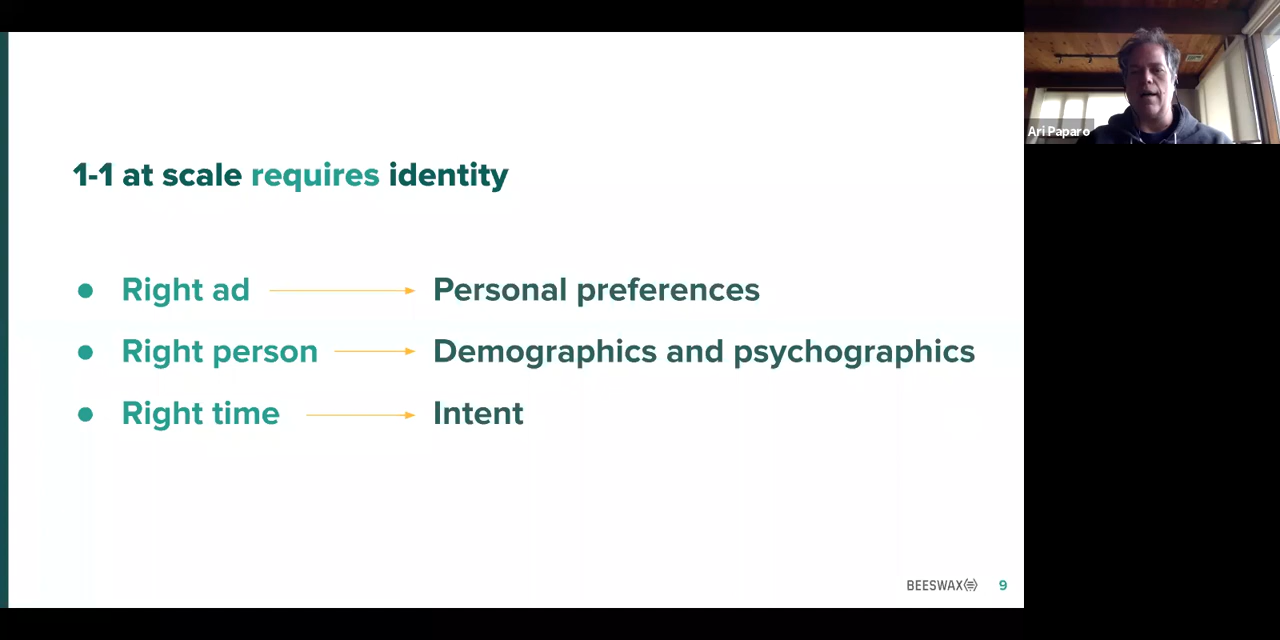 Ari Paparo
1-1 at scale requires identity
● Right ad Personal preferences
● Right person Demographics and psychographics
● Right time Intent
BEESWAX 9